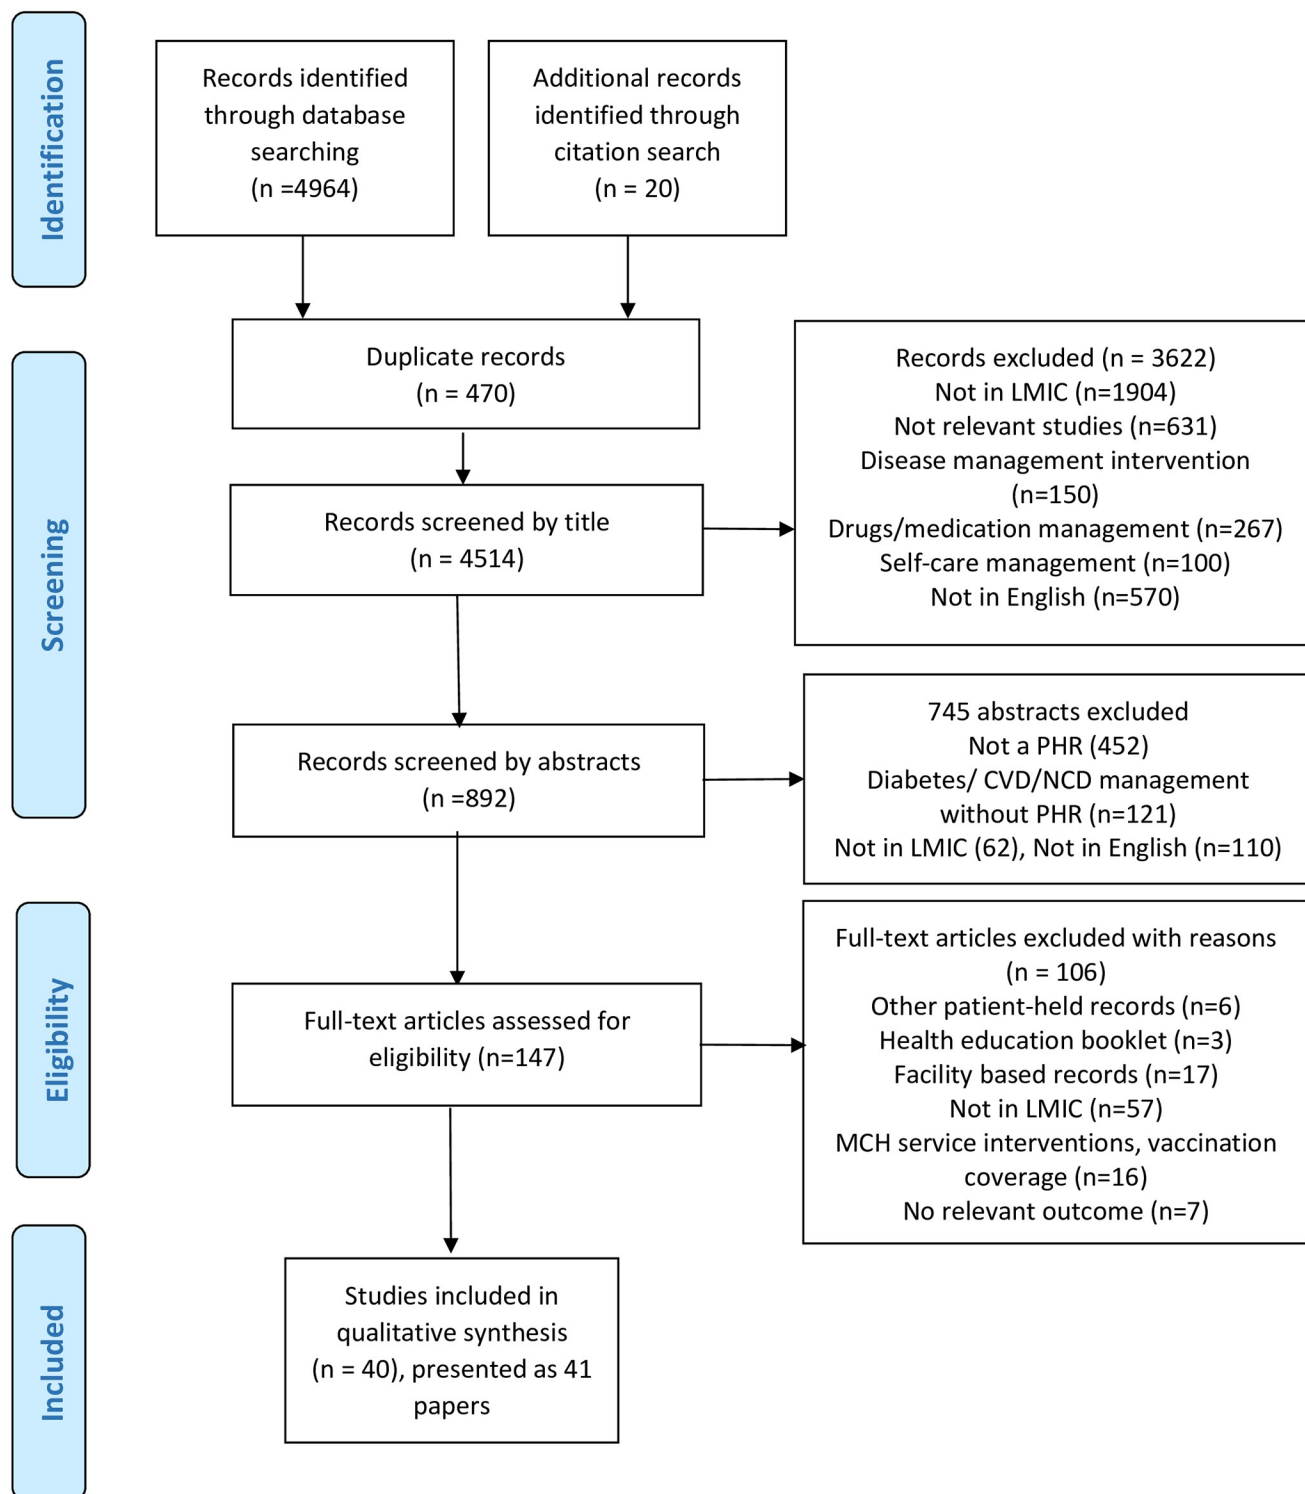 Identification
Records identified
through database
searching
(n =4964)
Additional records
identified through
citation search
(n = 20)
Screening
Duplicate records
(n = 470)
Records screened by title
(n = 4514)
Records excluded (n = 3622)
Not in LMIC (n=1904)
Not relevant studies (n=631)
Disease management intervention
(n=150)
Drugs/medication management (n=267)
Self-care management (n=100)
Not in English (n=570)
Records screened by abstracts
(n =892)
745 abstracts excluded
Not a PHR (452)
Diabetes/ CVD/NCD management
without PHR (n=121)
Not in LMIC (62), Not in English (n=110)
Eligibility
Full-text articles assessed for
eligibility (n=147)
Full-text articles excluded with reasons
(n = 106)
Other patient-held records (n=6)
Health education booklet (n=3)
Facility based records (n=17)
Not in LMIC (n=57)
MCH service interventions, vaccination
coverage (n=16)
No relevant outcome (n=7)
Included
Studies included in
qualitative synthesis
(n = 40), presented as 41
papers